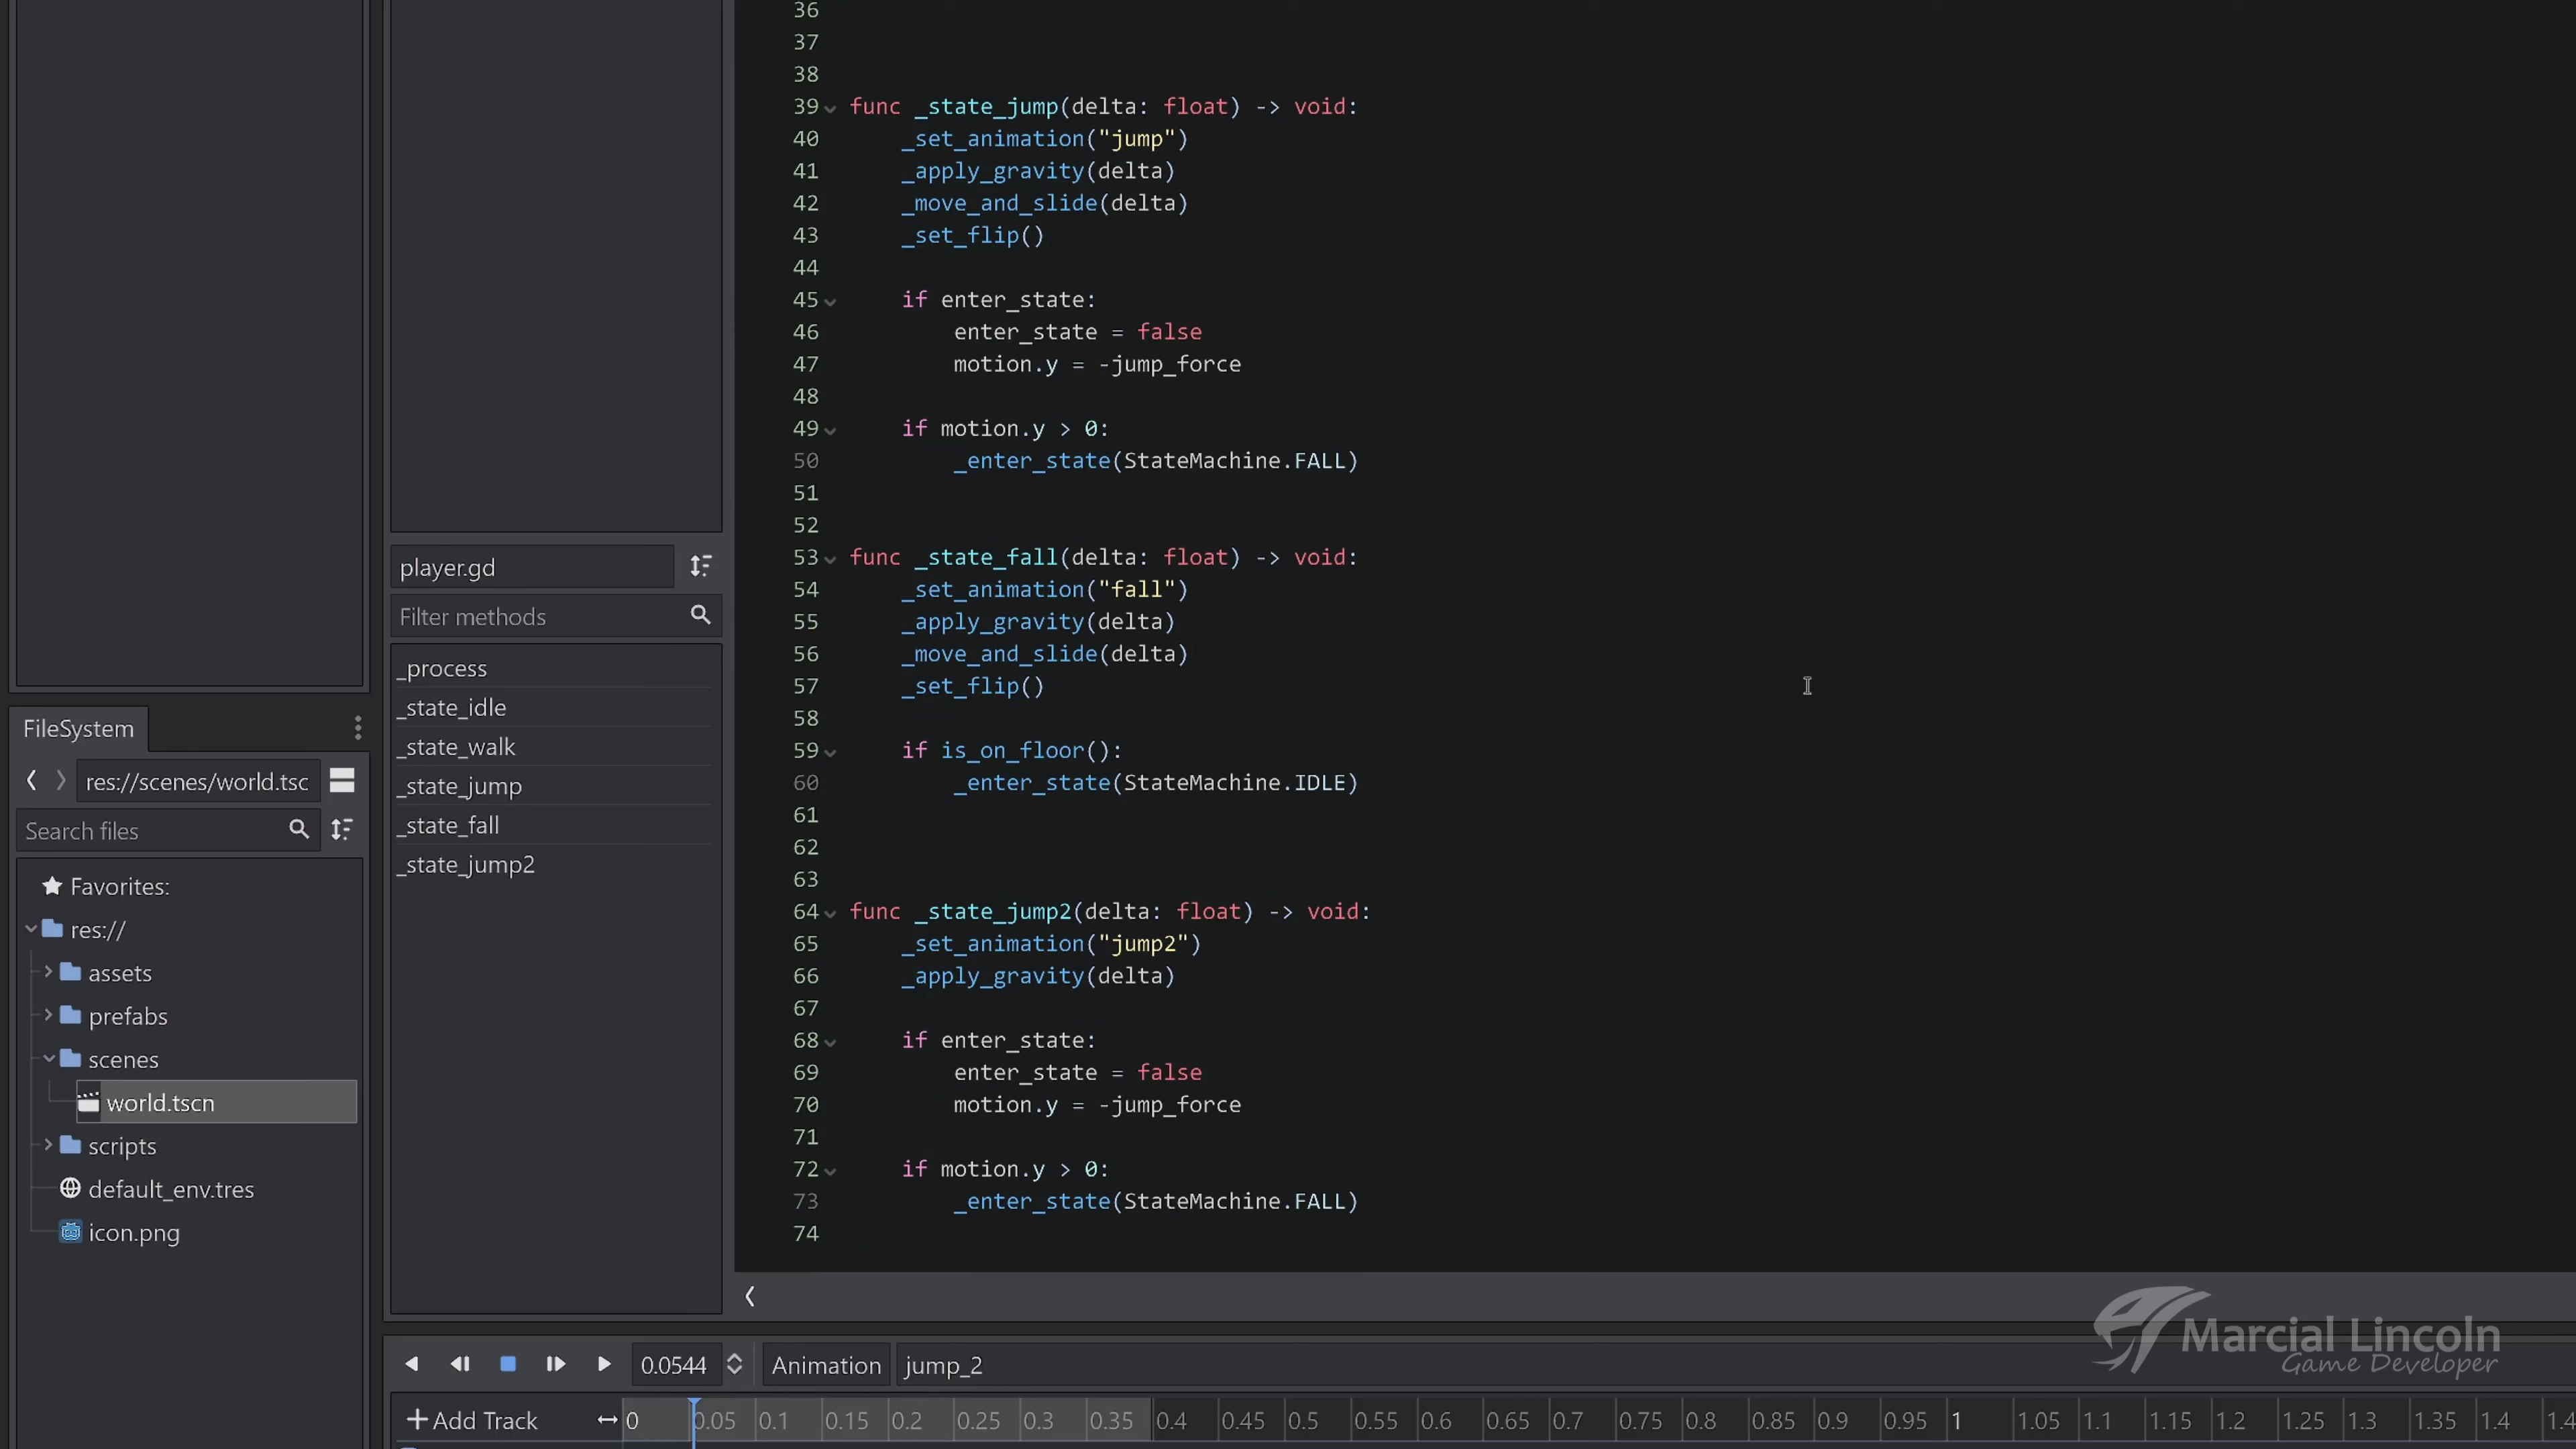 player.gd
Filter methods
_process
_state_idle
_state_walk
_state_jump
_state_fall
_state_jump2
FileSystem
res://scenes/world.tsc
Search files
Favorites:
res://
assets
prefabs
scenes
world.tscn
scripts
default_env.tres
icon.png
36
37
38
39 func _state_jump(delta: float) -> void:
40 _set_animation("jump")
41 _apply_gravity(delta)
42 _move_and_slide(delta)
43 _set_flip()
44
45 if enter_state:
46 enter_state = false
47 motion.y = -jump_force
48
49 if motion.y > 0:
50 _enter_state(StateMachine.FALL)
51
52
53 func _state_fall(delta: float) -> void:
54 _set_animation("fall")
55 _apply_gravity(delta)
56 _move_and_slide(delta)
57 _set_flip()
58
59 if is_on_floor():
60 _enter_state(StateMachine.IDLE)
61
62
63
64 func _state_jump2(delta: float) -> void:
65 _set_animation("jump2")
66 _apply_gravity(delta)
67
68 if enter_state:
69 enter_state = false
70 motion.y = -jump_force
71
72 if motion.y > 0:
73 _enter_state(StateMachine.FALL)
74
Marcial Lincoln
Game Developer
0.0544 Animation jump_2
Add Track 0 0.05 0.1 0.15 0.2 0.25 0.3 0.35 0.4 0.45 0.5 0.55 0.6 0.65 0.7 0.75 0.8 0.85 0.9 0.95 1 1.05 1.1 1.15 1.2 1.25 1.3 1.35 1.4